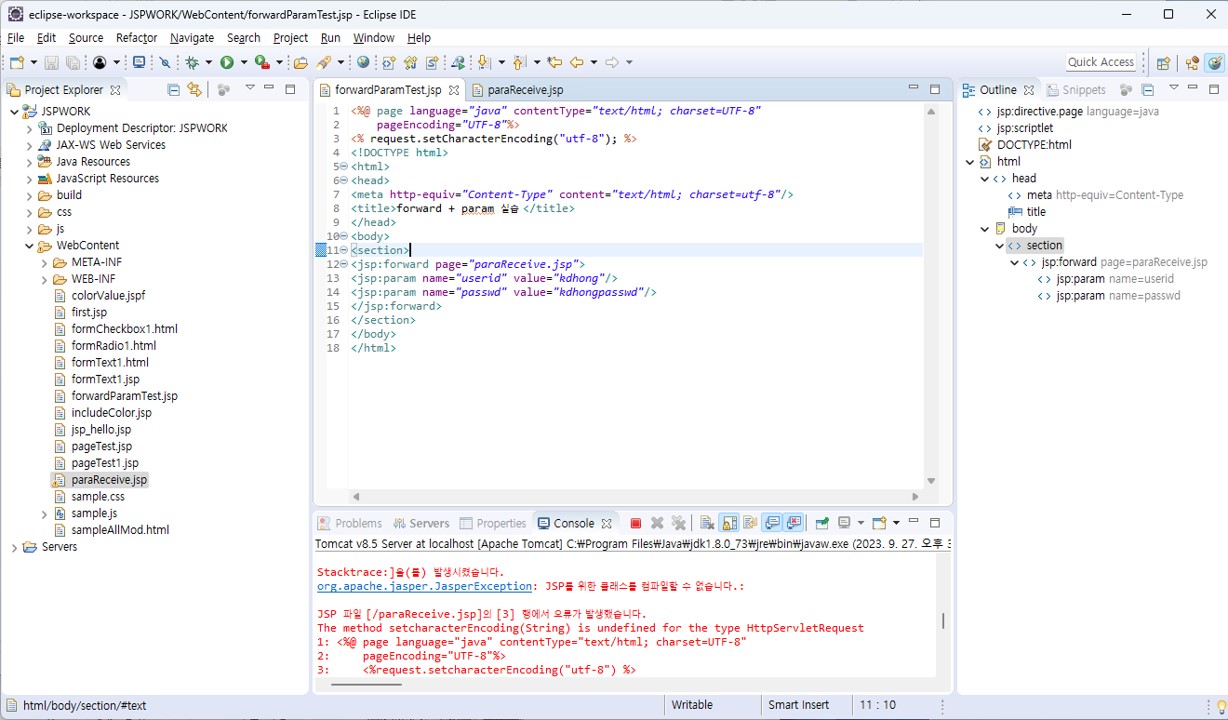 eclipse-workspace - JSPWORK/WebContent/forwardParamTest.jsp - Eclipse IDE
File Edit Source Refactor Navigate Search Project Run Window Help
Quick Access
Project Explorer
JSPWORK
Deployment Descriptor: JSPWORK
JAX-WS Web Services
Java Resources
JavaScript Resources
build
css
js
WebContent
META-INF
WEB-INF
colorValue.jspf
first.jsp
formCheckbox1.html
formRadio1.html
formText1.html
formText1.jsp
forwardParamTest.jsp
includeColor.jsp
jsp_hello.jsp
pageTest.jsp
pageTest1.jsp
paraReceive.jsp
sample.css
sample.js
sampleAllMod.html
Servers
forwardParamTest.jsp paraReceive.jsp
1 <%@ page language="java" contentType="text/html; charset=UTF-8"
2 pageEncoding="UTF-8"%>
3 <% request.setCharacterEncoding("utf-8"); %>
4 <!DOCTYPE html>
5 <html>
6 <head>
7 <meta http-equiv="Content-Type" content="text/html; charset=utf-8"/>
8 <title>forward + param 실습</title>
9 </head>
10 <body>
11 <section>
12 <jsp:forward page="paraReceive.jsp">
13 <jsp:param name="userid" value="kdhong"/>
14 <jsp:param name="passwd" value="kdhongpasswd"/>
15 </jsp:forward>
16 </section>
17 </body>
18 </html>
Outline Snippets
jsp:directive.page language=java
jsp:scriptlet
DOCTYPE:html
html
head
meta http-equiv=Content-Type
title
body
section
jsp:forward page=paraReceive.jsp
jsp:param name=userid
jsp:param name=passwd
Problems Servers Properties Console
Tomcat v8.5 Server at localhost [Apache Tomcat] C:₩Program Files₩Java₩jdk1.8.0_73₩jre₩bin₩javaw.exe (2023. 9. 27. 오후 3
Stacktrace:]을(를) 발생시켰습니다.
org.apache.jasper.JasperException: JSP를 위한 클래스를 컴파일할 수 없습니다.:
JSP 파일 [/paraReceive.jsp]의 [3] 행에서 오류가 발생했습니다.
The method setcharacterEncoding(String) is undefined for the type HttpServletRequest
1: <%@ page language="java" contentType="text/html; charset=UTF-8"
2: pageEncoding="UTF-8"%>
3: <%request.setcharacterEncoding("utf-8") %>
html/body/section/#text Writable Smart Insert 11 : 10